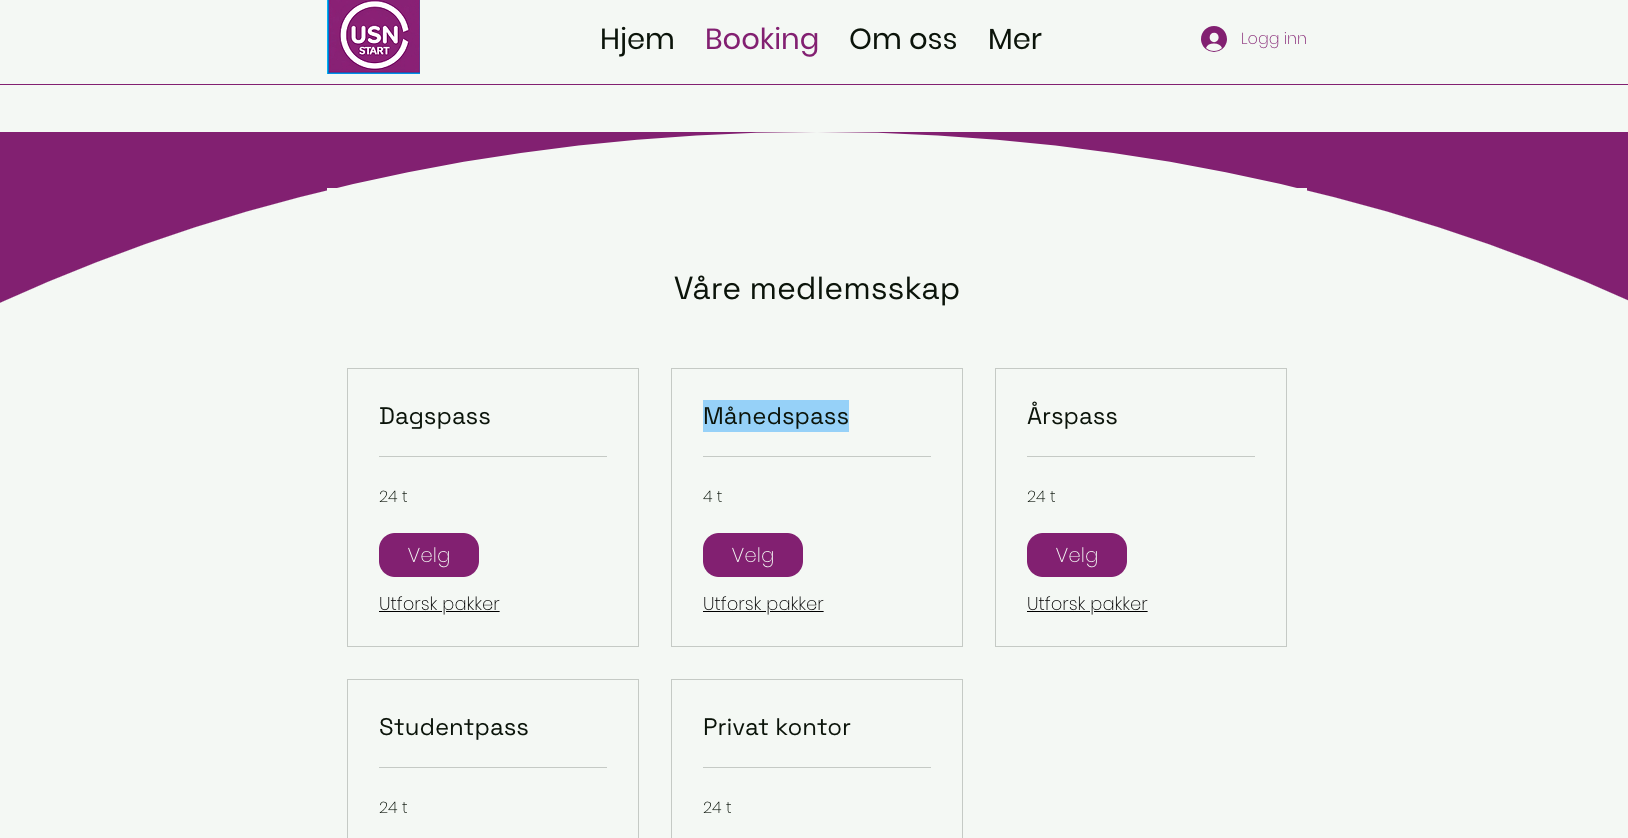 USN
START
Hjem
Booking
Om oss
Mer
Logg inn
Våre medlemsskap
Dagspass
24 t
Velg
Utforsk pakker
Månedspass
4 t
Velg
Utforsk pakker
Årspass
24 t
Velg
Utforsk pakker
Studentpass
24 t
Privat kontor
24 t